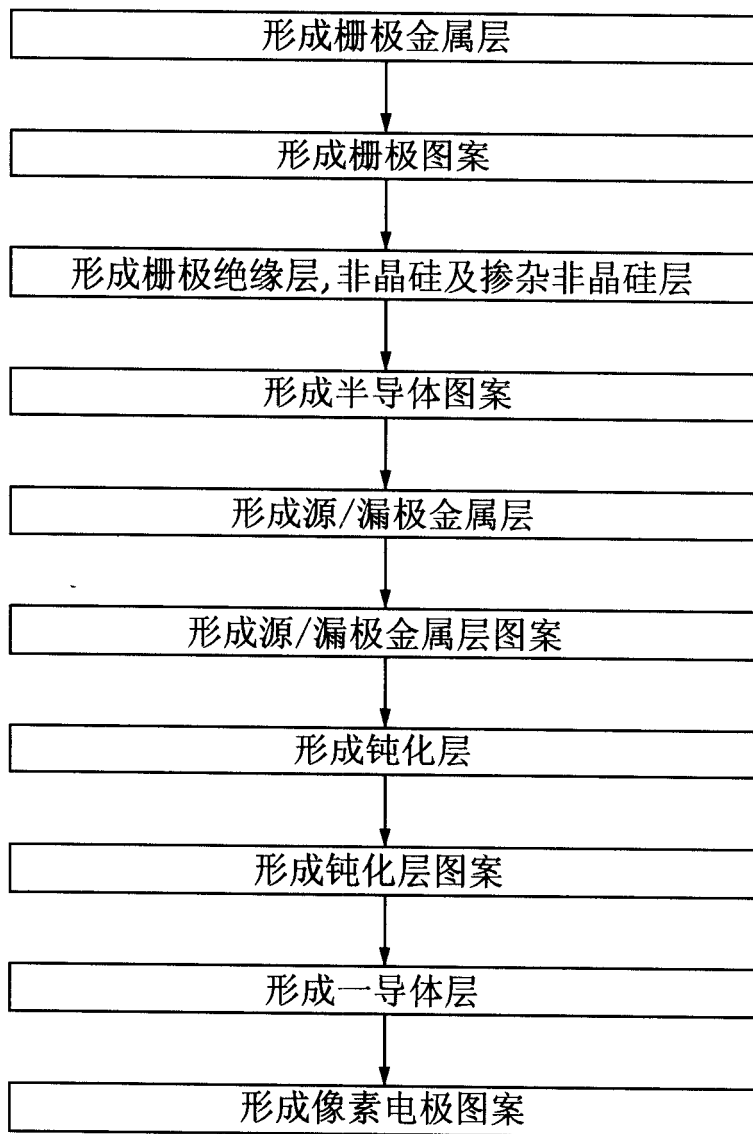 形成栅极金属层
形成栅极图案
形成栅极绝缘层,非晶硅及掺杂非晶硅层
形成半导体图案
形成源/漏极金属层
形成源/漏极金属层图案
形成钝化层
形成钝化层图案
形成一导体层
形成像素电极图案